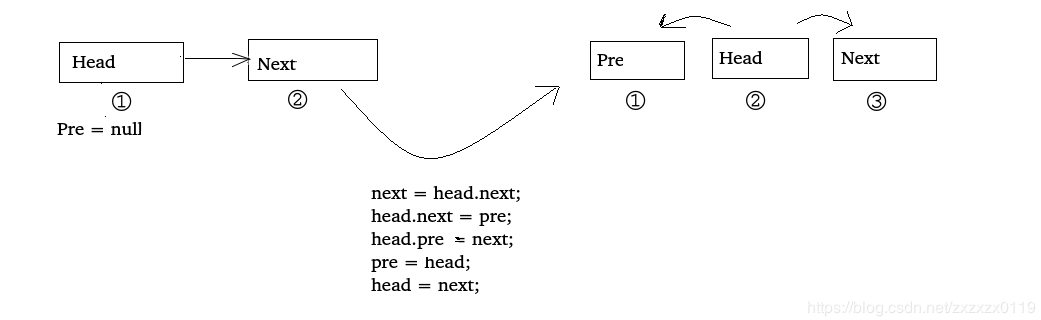 Head
Next
①
②
Pre = null
Pre
Head
Next
①
②
③
next = head.next;
head.next = pre;
head.pre = next;
pre = head;
head = next;
https://blog.csdn.net/zxzxzx0119